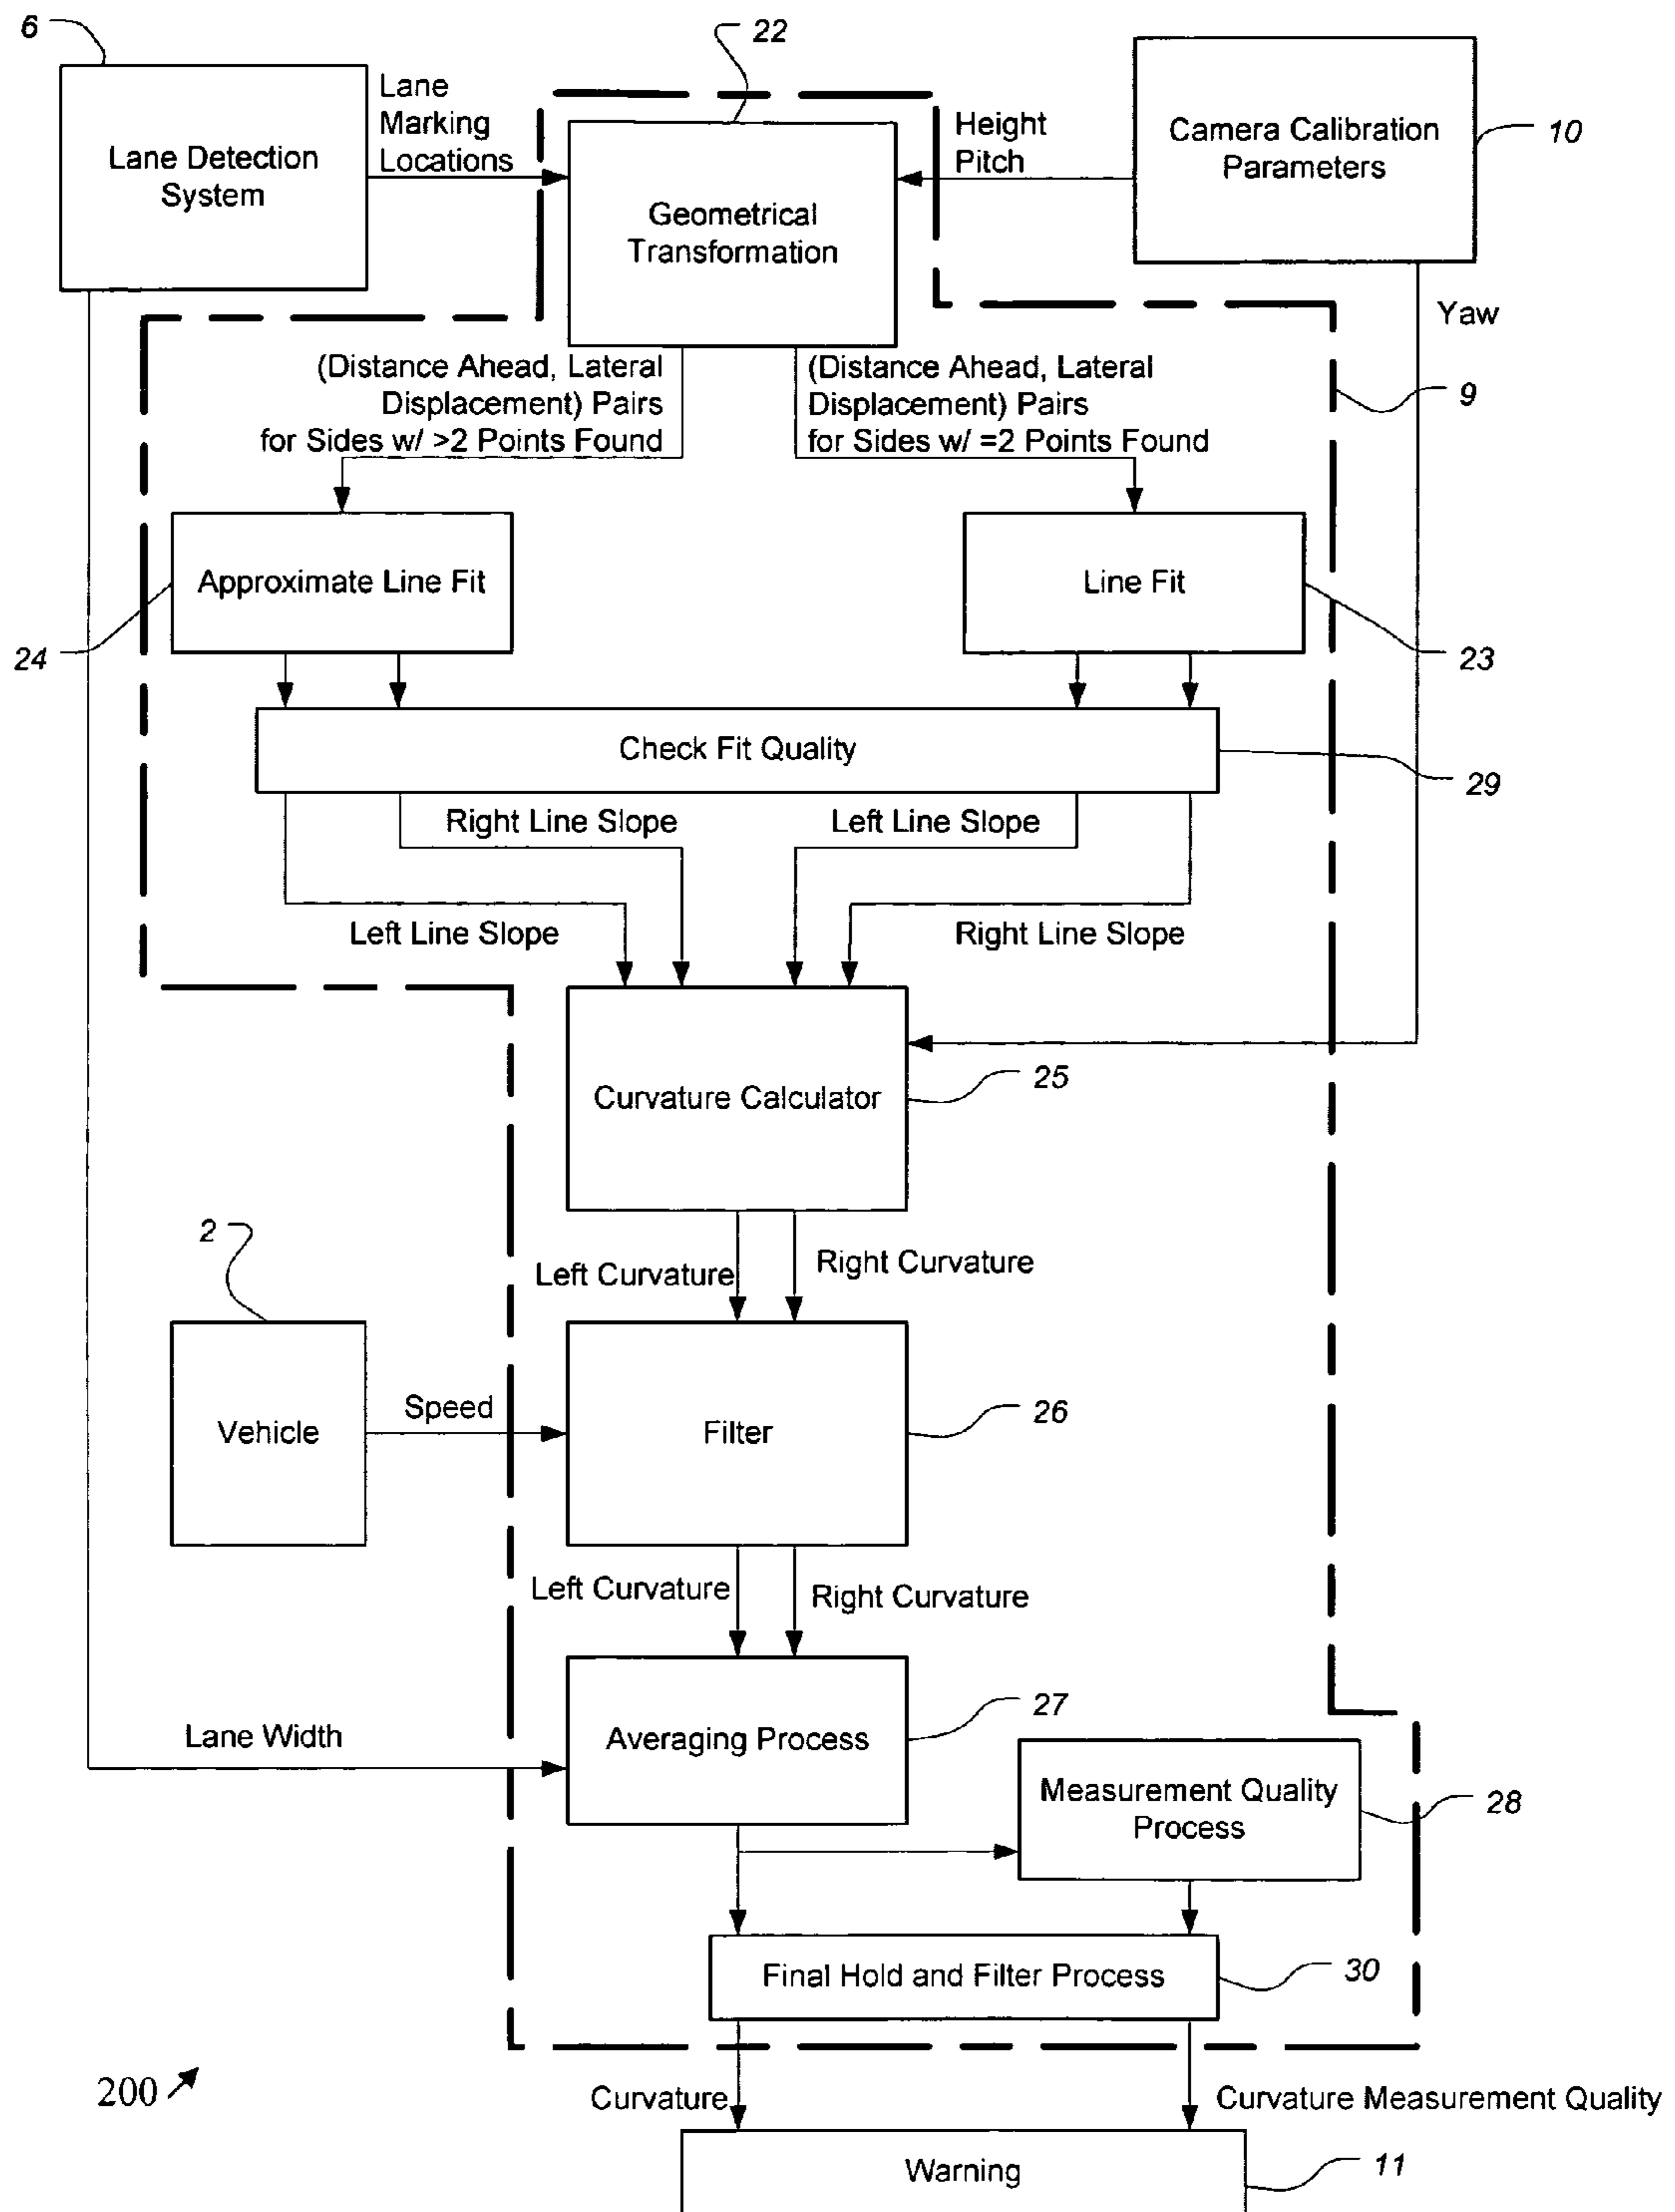 6
22
10
Lane Detection
System
Lane
Marking
Locations
Geometrical
Transformation
Height
Pitch
Camera Calibration
Parameters
Yaw
9
(Distance Ahead, Lateral
Displacement) Pairs
for Sides w/ >2 Points Found
(Distance Ahead, Lateral
Displacement) Pairs
for Sides w/ =2 Points Found
Approximate Line Fit
Line Fit
24
23
Check Fit Quality
29
Right Line Slope
Left Line Slope
Left Line Slope
Right Line Slope
Curvature Calculator
25
Left Curvature
Right Curvature
2
Vehicle
Speed
Filter
26
Left Curvature
Right Curvature
Lane Width
Averaging Process
27
Measurement Quality
Process
28
Final Hold and Filter Process
30
200
Curvature
Curvature Measurement Quality
Warning
11